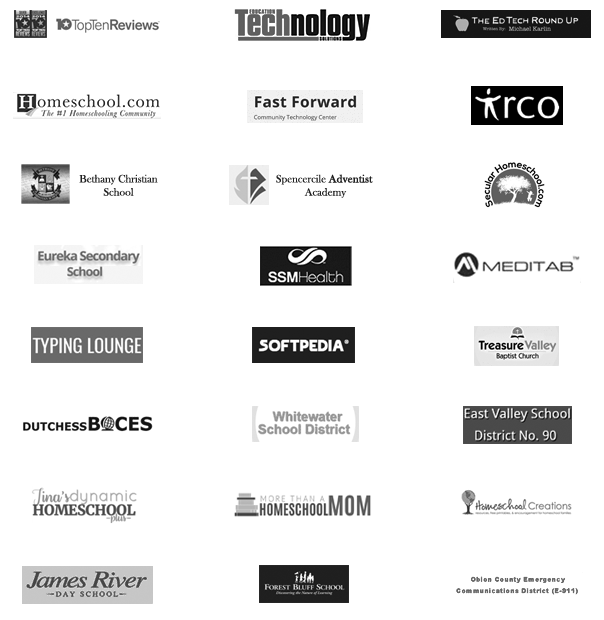 TopTenReviews
EDUCATION
Technology
SOLUTIONS
THE ED TECH ROUND UP
Written By: Michael Karlin
Homeschool.com
The #1 Homeschooling Community
Fast Forward
Community Technology Center
rco
Bethany Christian
School
Spencercile Adventist
Academy
SecularHomeschool.com
Eureka Secondary
School
SSMHealth
MEDITAB™
TYPING LOUNGE
SOFTPEDIA®
Treasure Valley
Baptist Church
DUTCHESS BOCES
Whitewater
School District
East Valley School
District No. 90
Tina's dynamic
HOMESCHOOL
plus
MORE THAN A
HOMESCHOOL MOM
Homeschool Creations
James River
DAY SCHOOL
FOREST BLUFF SCHOOL
Discovering the Nature of Learning
Obion County Emergency
Communications District (E-911)